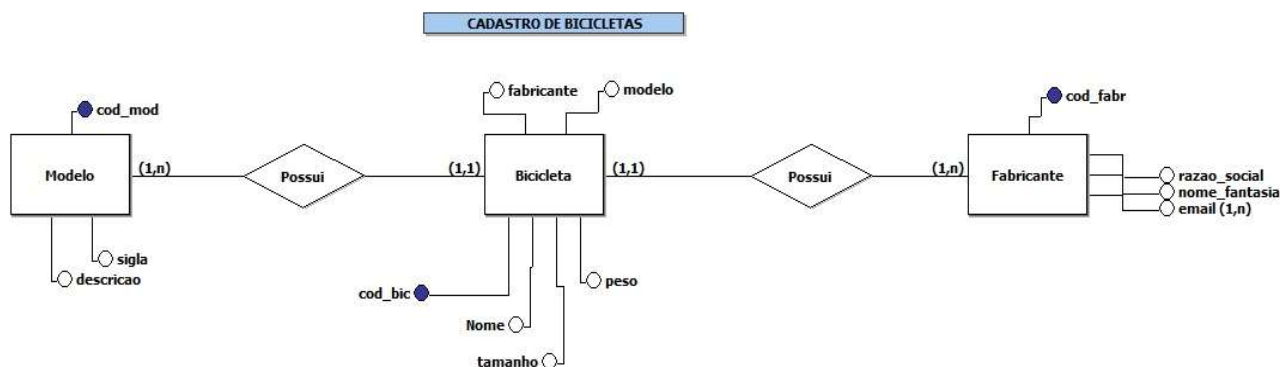 CADASTRO DE BICICLETAS
fabricante
modelo
cod_mod
cod_fabr
Modelo
(1,n)
Possui
(1,1)
Bicicleta
(1,1)
Possui
(1,n)
Fabricante
razao_social
nome_fantasia
email (1,n)
sigla
descricao
peso
cod_bic
Nome
tamanho